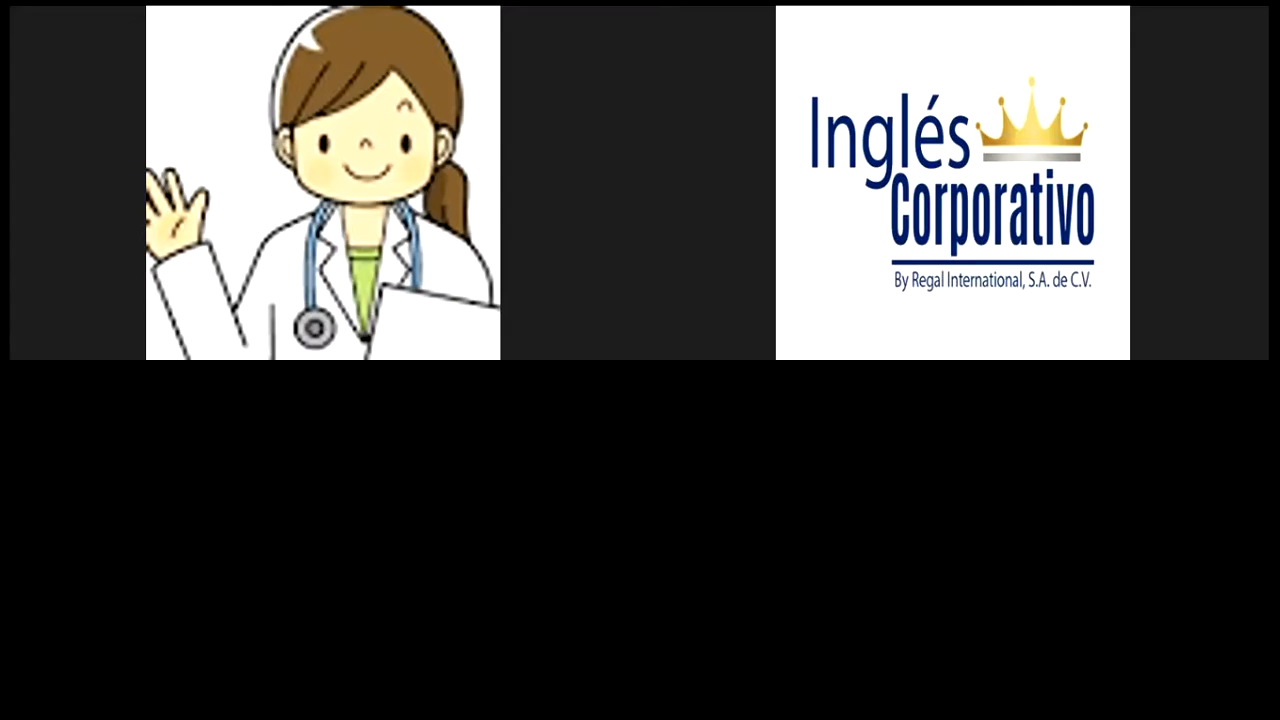 Inglés
Corporativo
By Regal International, S.A. de C.V.